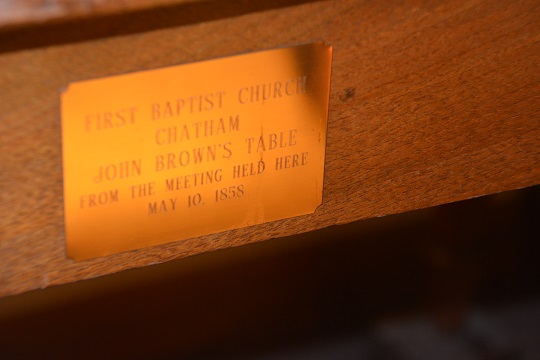 FIRST BAPTIST CHURCH
CHATHAM
JOHN BROWN'S TABLE
FROM THE MEETING HELD HERE
MAY 10, 1858